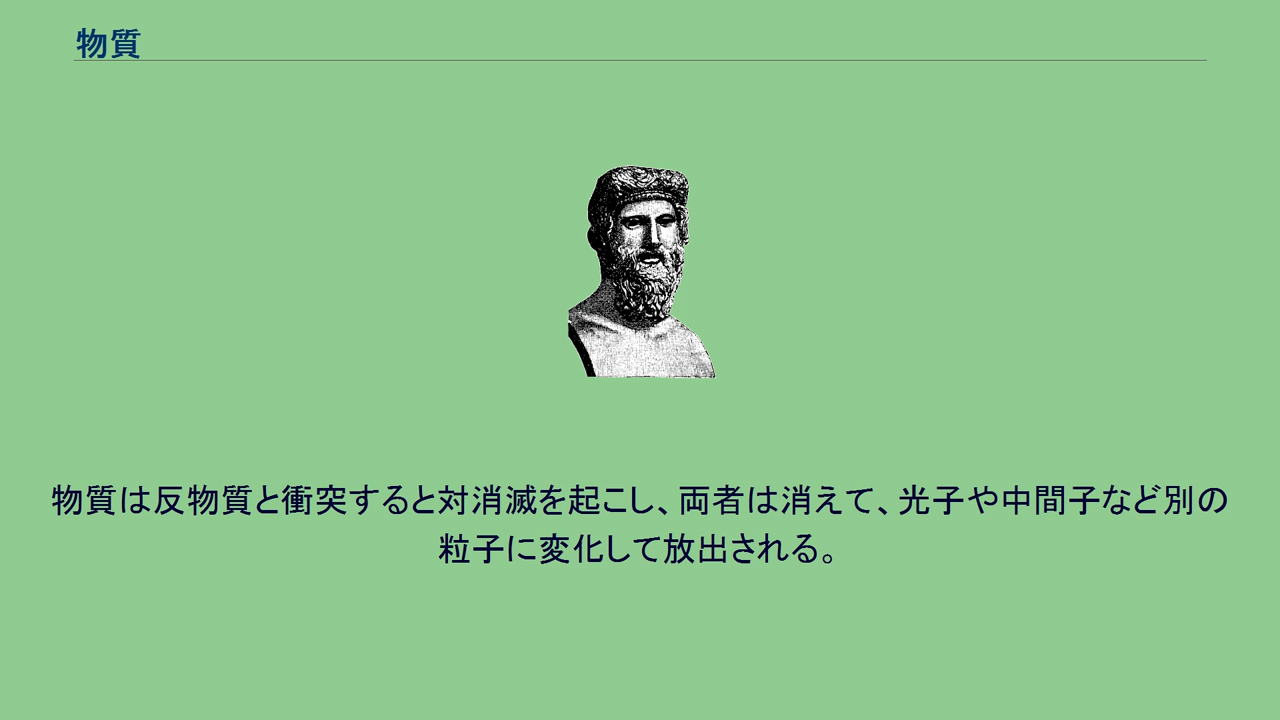 物質
物質は反物質と衝突すると対消滅を起こし、両者は消えて、光子や中間子など別の
粒子に変化して放出される。